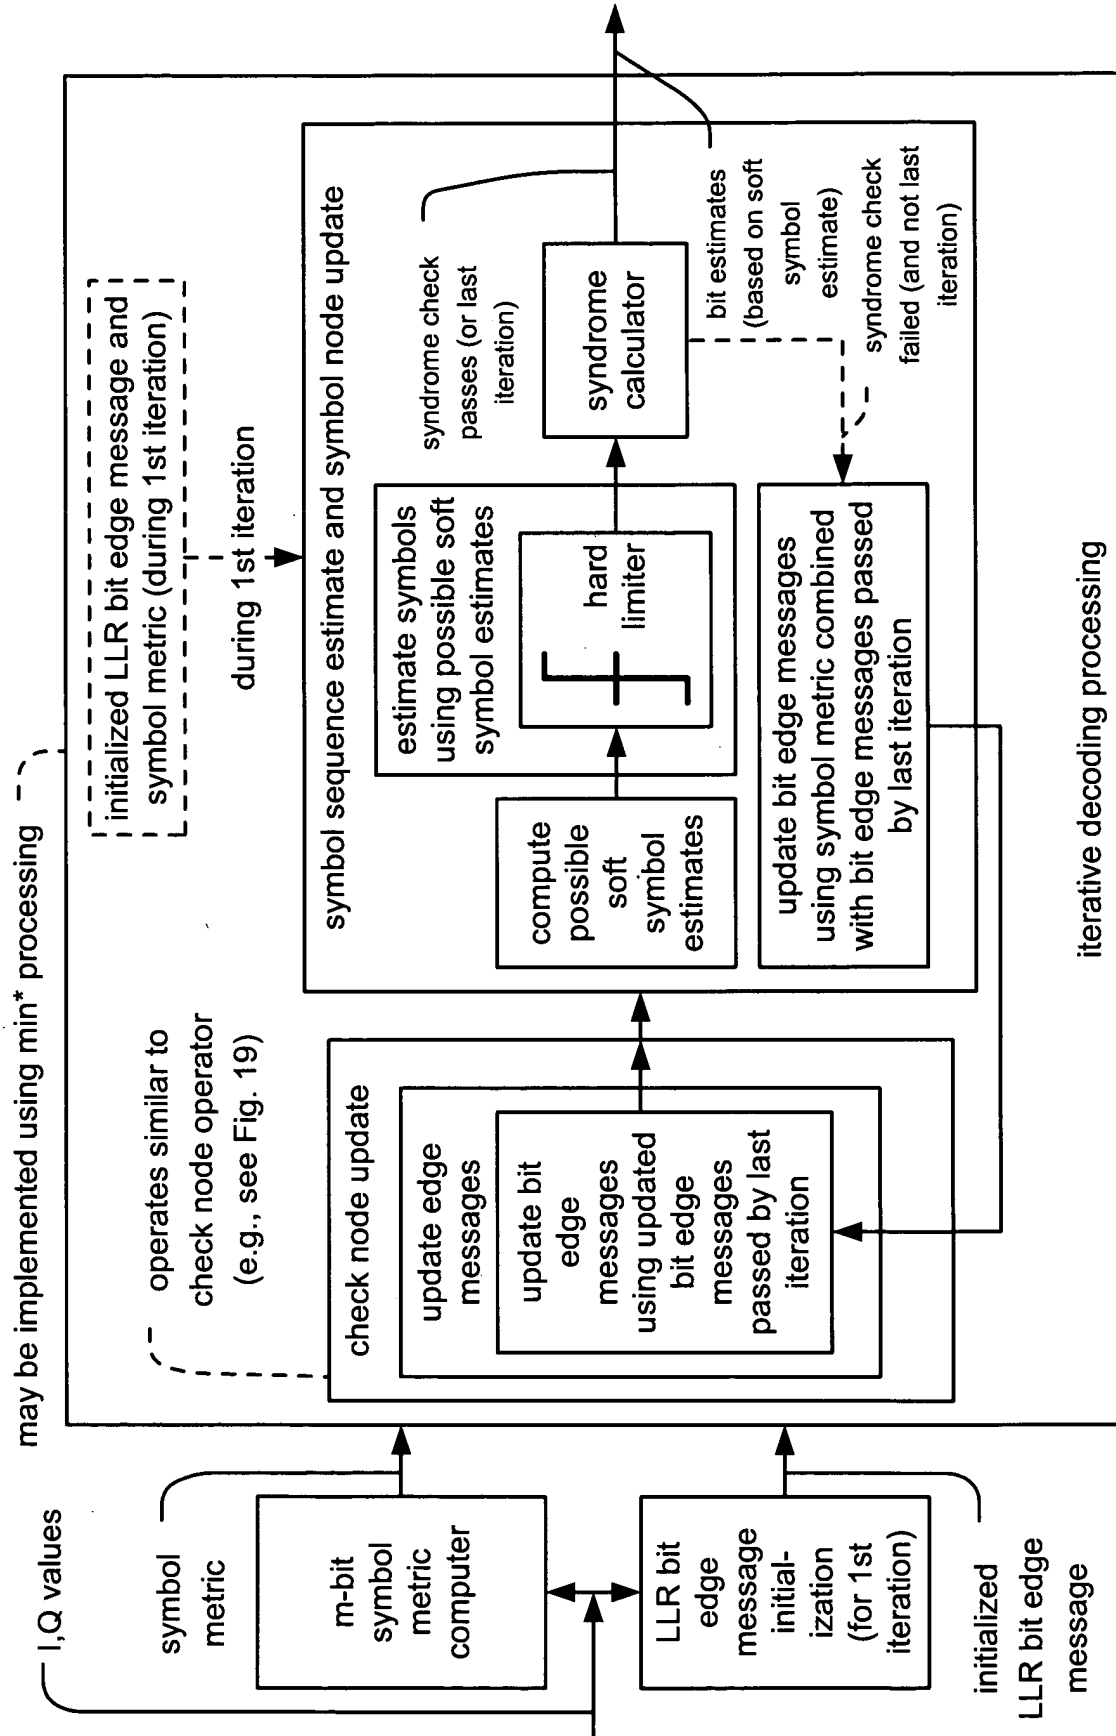 may be implemented using min* processing
I,Q values
symbol
metric
m-bit
symbol
metric
computer
LLR bit
edge
message
initial-
ization
(for 1st
iteration)
initialized
LLR bit edge
message
operates similar to
check node operator
(e.g., see Fig. 19)
check node update
update edge
messages
update bit
edge
messages
using updated
bit edge
messages
passed by last
iteration
initialized LLR bit edge message and
symbol metric (during 1st iteration)
during 1st iteration
symbol sequence estimate and symbol node update
compute
possible
soft
symbol
estimates
estimate symbols
using possible soft
symbol estimates
hard
limiter
syndrome check
passes (or last
iteration)
syndrome
calculator
bit estimates
(based on soft
symbol
estimate)
syndrome check
failed (and not last
iteration)
update bit edge messages
using symbol metric combined
with bit edge messages passed
by last iteration
iterative decoding processing